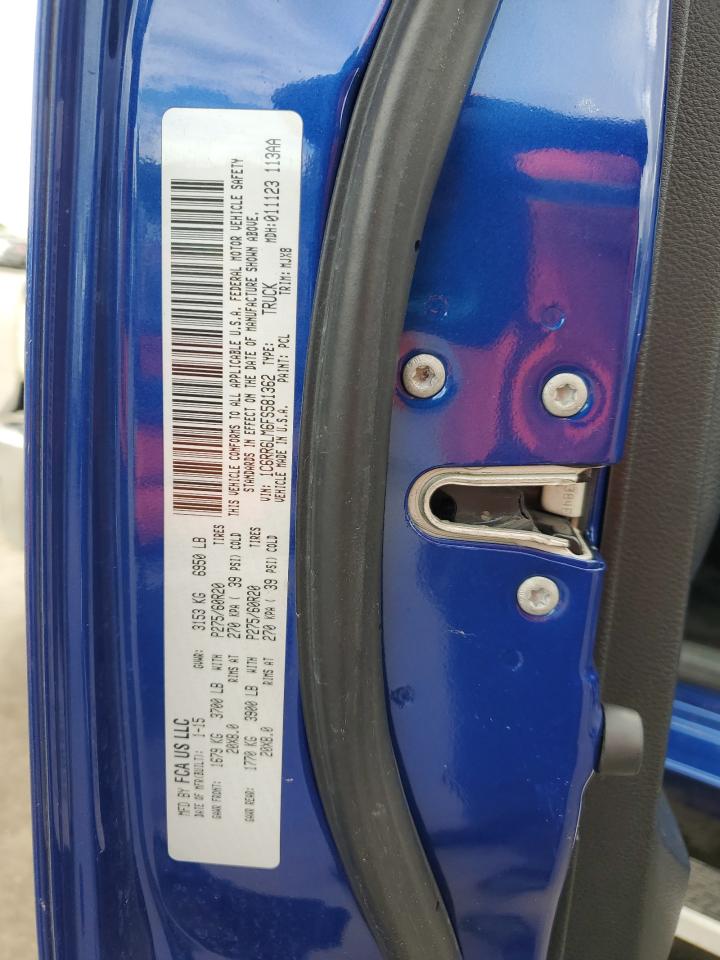 MFD BY FCA US LLC
DATE OF MFR(BUILT): 1-15 GVWR: 3153 KG 6950 LB
GAWR FRONT: 1679 KG 3700 LB WITH P275/60R20 TIRES
20X8.0 RIMS AT 270 KPA ( 39 PSI) COLD
GAWR REAR: 1770 KG 3900 LB WITH P275/60R20 TIRES
20X8.0 RIMS AT 270 KPA ( 39 PSI) COLD
THIS VEHICLE CONFORMS TO ALL APPLICABLE U.S.A. FEDERAL MOTOR VEHICLE SAFETY
STANDARDS IN EFFECT ON THE DATE OF MANUFACTURE SHOWN ABOVE.
VIN: 1C6RR6LM6FS581362 TYPE: TRUCK MDH:011123 113AA
VEHICLE MADE IN U.S.A. PAINT: PCL TRIM: MJX8